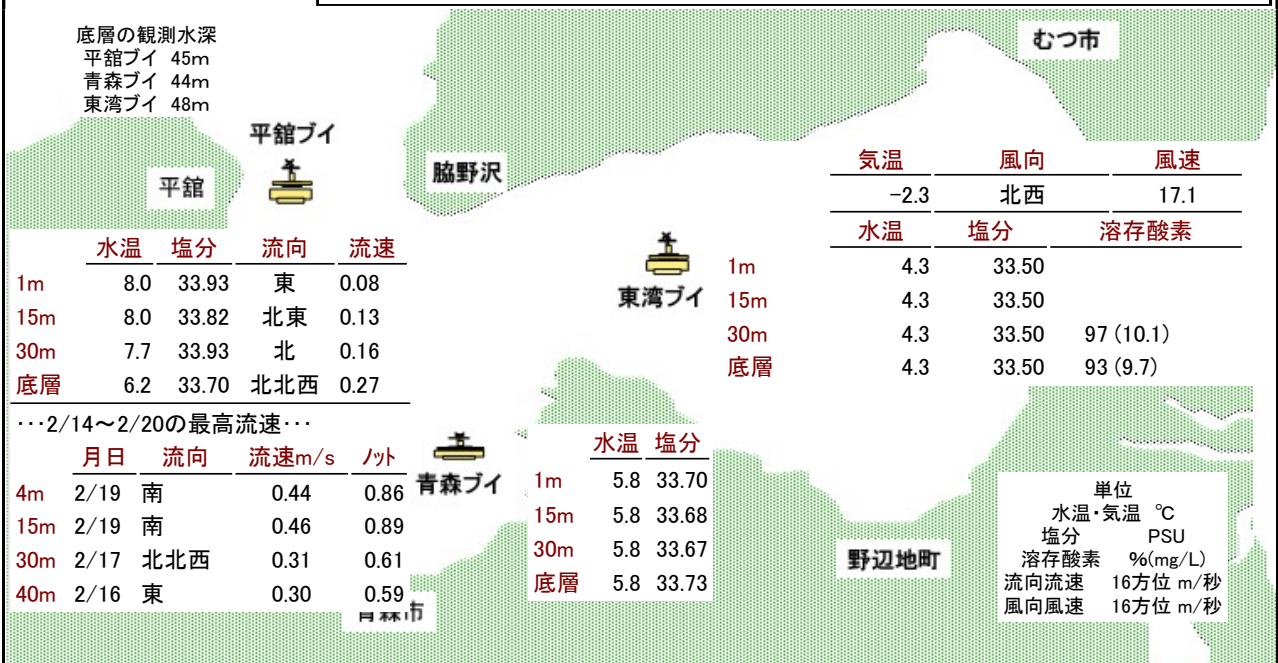 底層の観測水深
平舘ブイ 45m
青森ブイ 44m
東湾ブイ 48m
むつ市
平舘ブイ
平舘
脇野沢
気温 風向 風速
-2.3 北西 17.1
水温 塩分 溶存酸素
1m 4.3 33.50
15m 4.3 33.50
30m 4.3 33.50 97 (10.1)
底層 4.3 33.50 93 (9.7)
東湾ブイ
水温 塩分 流向 流速
1m 8.0 33.93 東 0.08
15m 8.0 33.82 北東 0.13
30m 7.7 33.93 北 0.16
底層 6.2 33.70 北北西 0.27
…2/14～2/20の最高流速…
月日 流向 流速m/s ノット
4m 2/19 南 0.44 0.86
15m 2/19 南 0.46 0.89
30m 2/17 北北西 0.31 0.61
40m 2/16 東 0.30 0.59
青森ブイ
水温 塩分
1m 5.8 33.70
15m 5.8 33.68
30m 5.8 33.67
底層 5.8 33.73
青森市
野辺地町
単位
水温・気温 ℃
塩分 PSU
溶存酸素 %(mg/L)
流向流速 16方位 m/秒
風向風速 16方位 m/秒